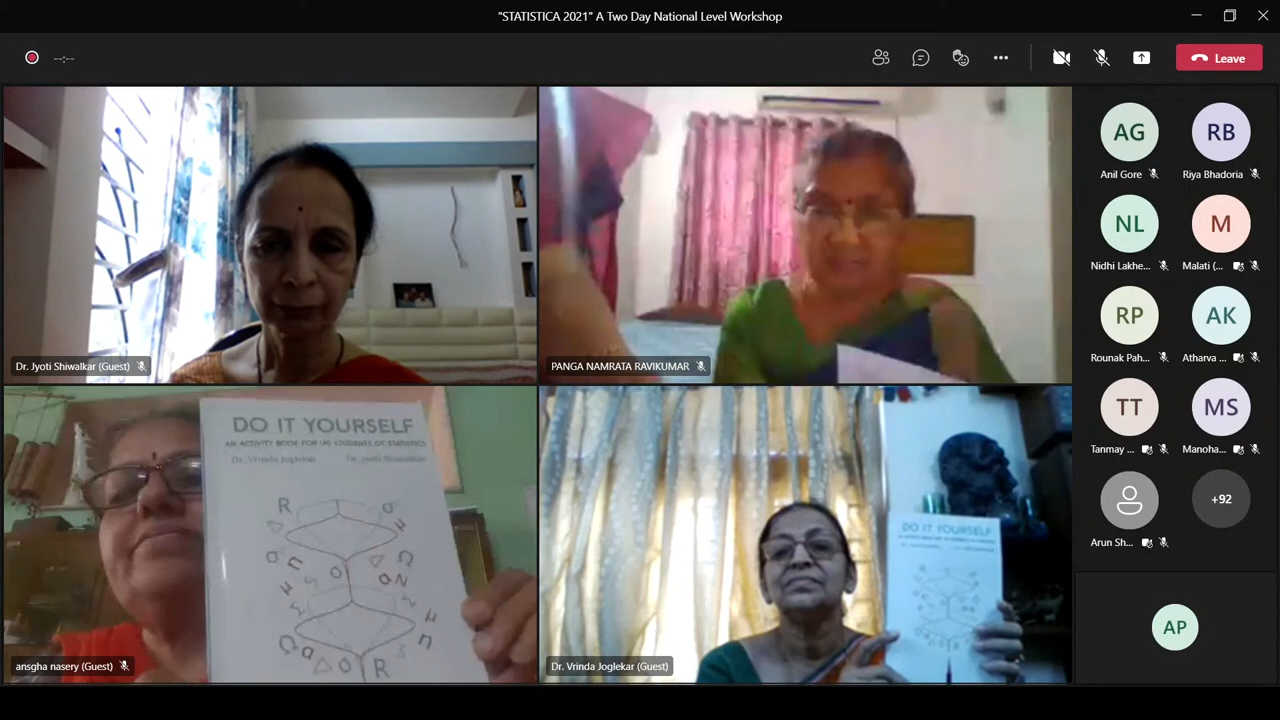 "STATISTICA 2021" A Two Day National Level Workshop
--:--
Leave
Dr. Jyoti Shiwalkar (Guest)
PANGA NAMRATA RAVIKUMAR
DO IT YOURSELF
AN ACTIVITY BOOK FOR UG STUDENTS OF STATISTICS
Dr. Vrinda Joglekar Dr. Jyoti Shiwalkar
R
O
R
ansgha nasery (Guest)
DO IT YOURSELF
Dr. Vrinda Joglekar (Guest)
AG
Anil Gore
RB
Riya Bhadoria
NL
Nidhi Lakhe...
M
Malati (...
RP
Rounak Pah...
AK
Atharva ...
TT
Tanmay ...
MS
Manoha...
Arun Sh...
+92
AP